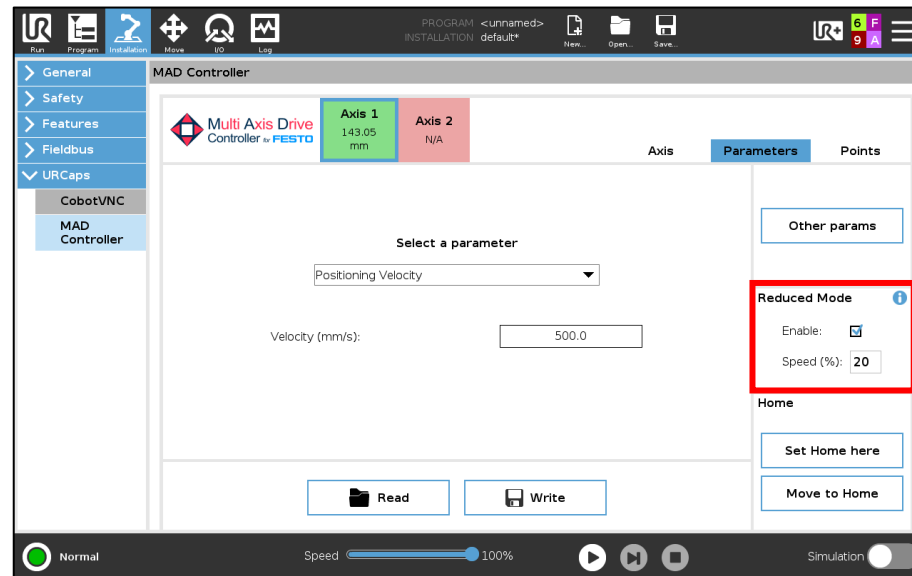 PROGRAM <unnamed>
INSTALLATION default*
Run Program Installation Move I/O Log New... Open... Save...
UR+ 6 F
9 A
General
Safety
Features
Fieldbus
URCaps
CobotVNC
MAD
Controller
MAD Controller
Multi Axis Drive
Controller for FESTO
Axis 1
143.05
mm
Axis 2
N/A
Axis Parameters Points
Select a parameter
Positioning Velocity
Velocity (mm/s): 500.0
Read Write
Other params
Reduced Mode i
Enable:
Speed (%): 20
Home
Set Home here
Move to Home
Normal Speed 100% Simulation